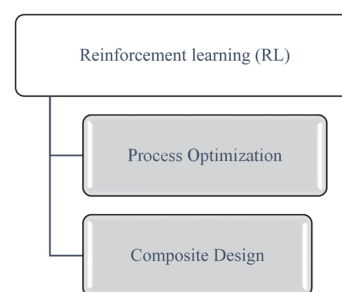 Reinforcement learning (RL)
Process Optimization
Composite Design